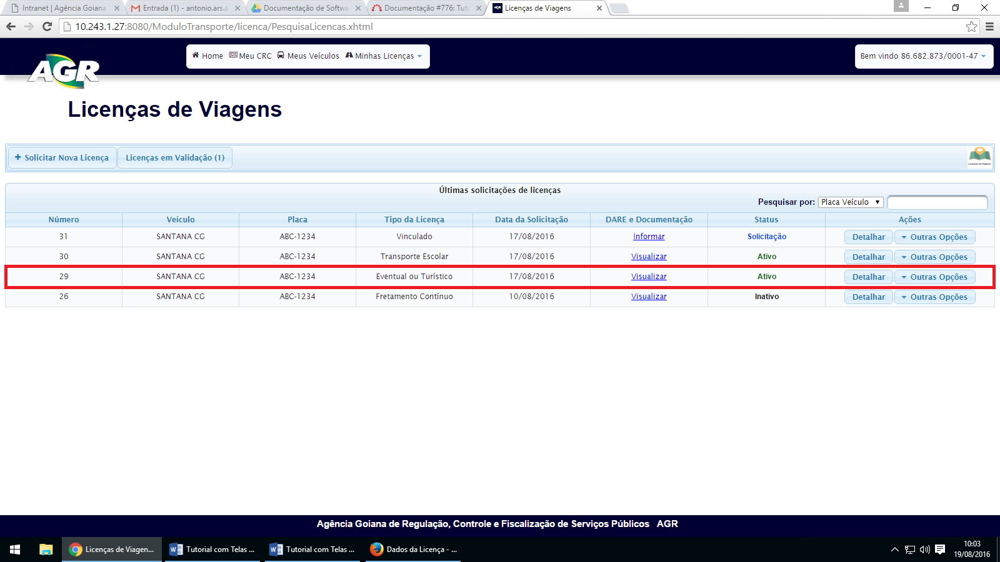 Intranet | Agência Goiana
Entrada (1) - antonio.ars.a
Documentação de Softwa
Documentação #776: Tuto
AGR Licenças de Viagens
10.243.1.27:8080/ModuloTransporte/licenca/PesquisaLicencas.xhtml
AGR
Home Meu CRC Meus Veículos Minhas Licenças
Bem vindo 86.682.873/0001-47
Licenças de Viagens
+ Solicitar Nova Licença Licenças em Validação (1)
Licenças de Viagens
Últimas solicitações de licenças
Pesquisar por: Placa Veículo
Número Veículo Placa Tipo da Licença Data da Solicitação DARE e Documentação Status Ações
31 SANTANA CG ABC-1234 Vinculado 17/08/2016 Informar Solicitação Detalhar Outras Opções
30 SANTANA CG ABC-1234 Transporte Escolar 17/08/2016 Visualizar Ativo Detalhar Outras Opções
29 SANTANA CG ABC-1234 Eventual ou Turístico 17/08/2016 Visualizar Ativo Detalhar Outras Opções
26 SANTANA CG ABC-1234 Fretamento Contínuo 10/08/2016 Visualizar Inativo Detalhar Outras Opções
Agência Goiana de Regulação, Controle e Fiscalização de Serviços Públicos AGR
Licenças de Viagen...
Tutorial com Telas ...
Tutorial com Telas ...
Dados da Licença - ...
10:03
19/08/2016